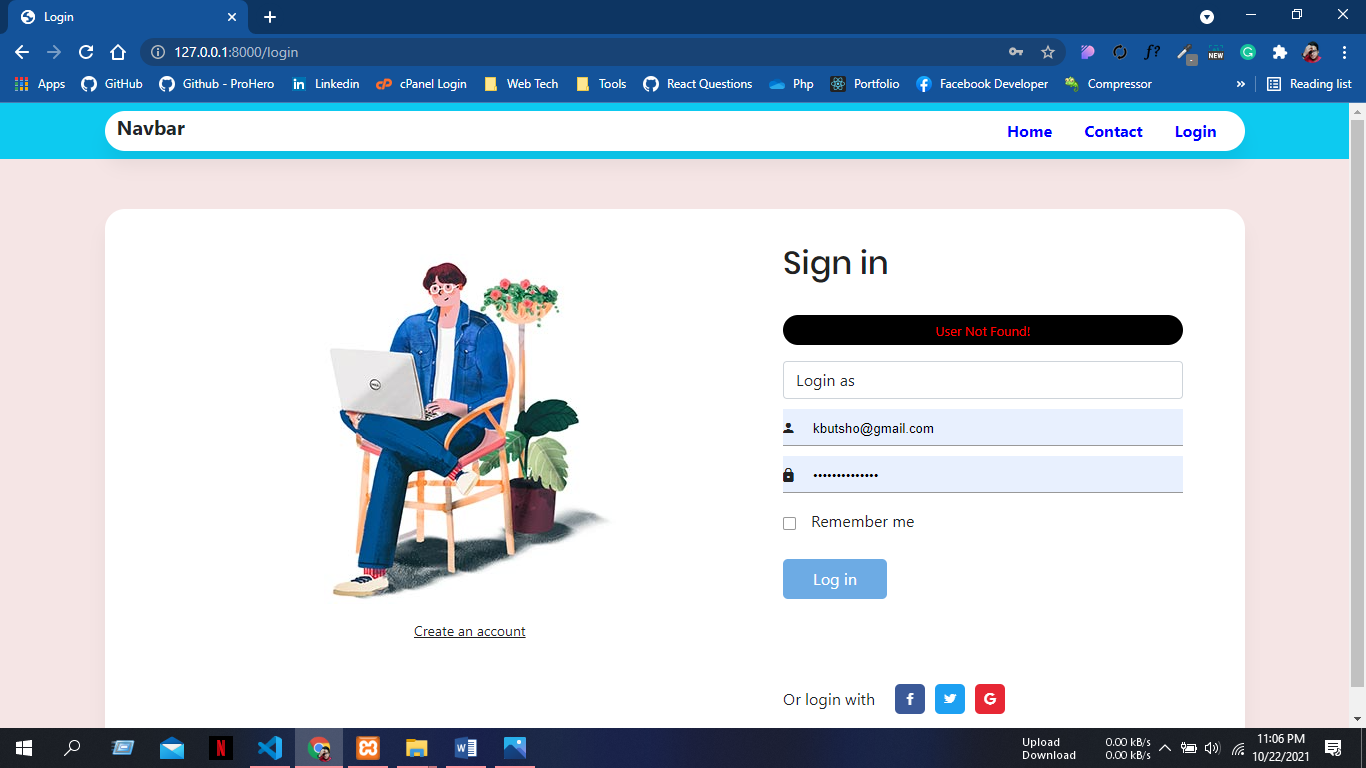 Login
127.0.0.1:8000/login
f?
NEW
Apps GitHub Github - ProHero Linkedin cPanel Login Web Tech Tools React Questions Php Portfolio Facebook Developer Compressor » Reading list
Navbar Home Contact Login
Sign in
User Not Found!
Login as
kbutsho@gmail.com
••••••••••••••
Remember me
Log in
Create an account
Or login with
Upload 0.00 kB/s
Download 0.00 kB/s
11:06 PM
10/22/2021